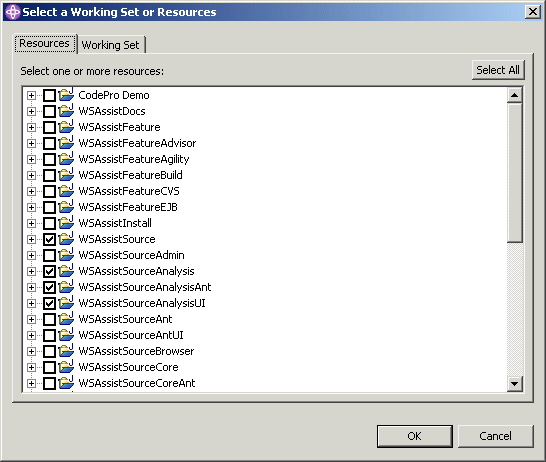 Select a Working Set or Resources
Resources Working Set
Select one or more resources: Select All
CodePro Demo
WSAssistDocs
WSAssistFeature
WSAssistFeatureAdvisor
WSAssistFeatureAgility
WSAssistFeatureBuild
WSAssistFeatureCVS
WSAssistFeatureEJB
WSAssistInstall
WSAssistSource
WSAssistSourceAdmin
WSAssistSourceAnalysis
WSAssistSourceAnalysisAnt
WSAssistSourceAnalysisUI
WSAssistSourceAnt
WSAssistSourceAntUI
WSAssistSourceBrowser
WSAssistSourceCore
WSAssistSourceCoreAnt
OK Cancel